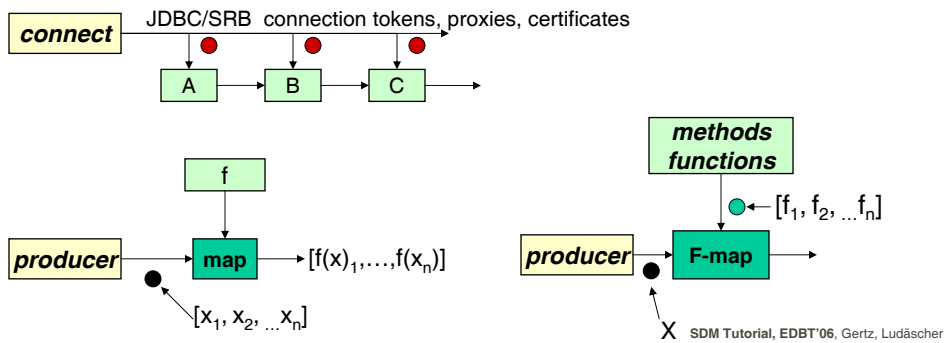 JDBC/SRB connection tokens, proxies, certificates
connect
A
B
C
methods
functions
f
[f₁, f₂, ...fₙ]
producer
map
[f(x)₁,...,f(xₙ)]
producer
F-map
[x₁, x₂, ...xₙ]
X
SDM Tutorial, EDBT'06, Gertz, Ludäscher